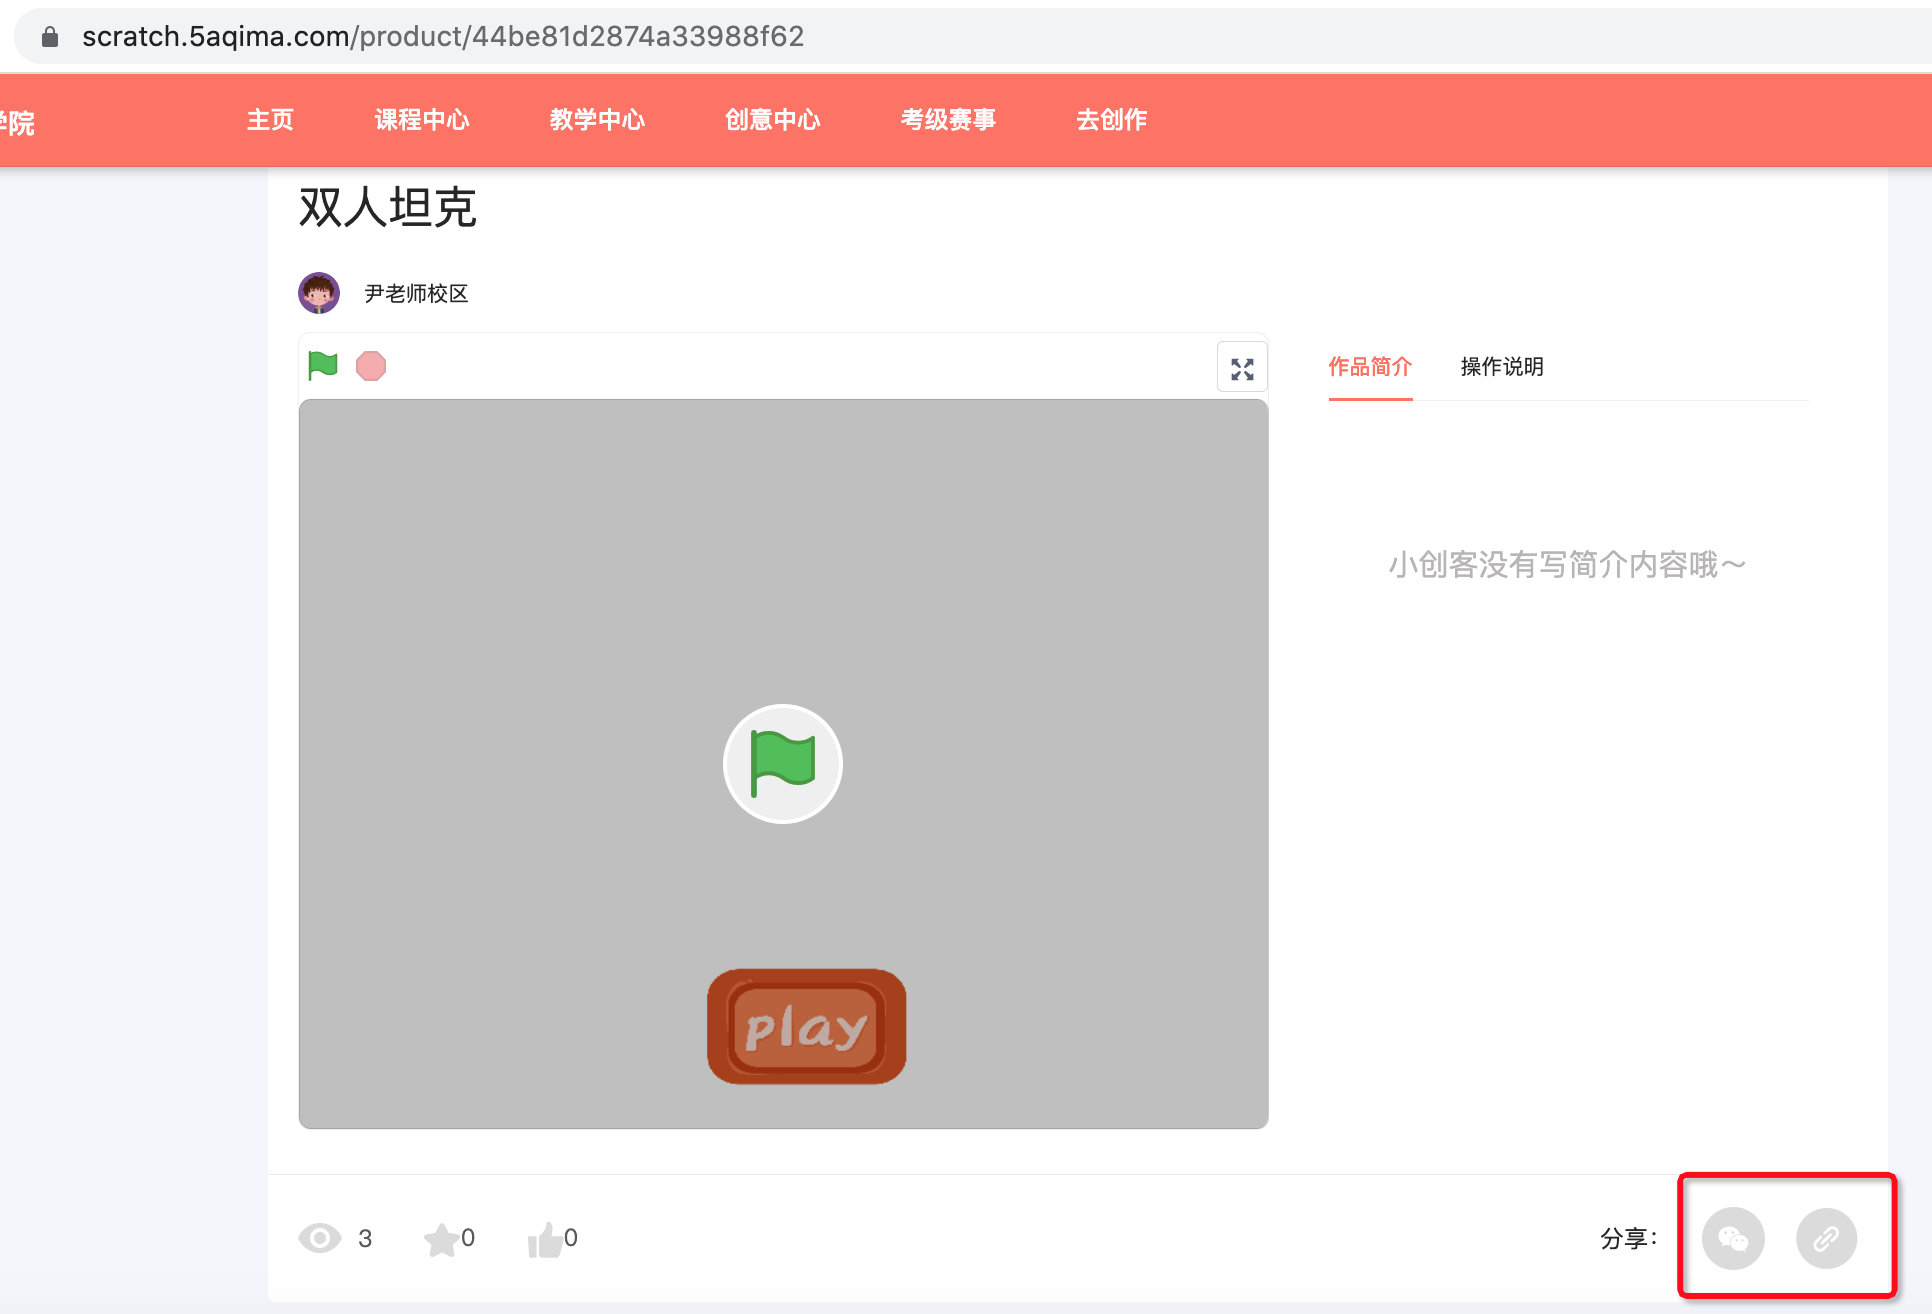 scratch.5aqima.com/product/44be81d2874a33988f62
学院 主页 课程中心 教学中心 创意中心 考级赛事 去创作
双人坦克
尹老师校区
作品简介 操作说明
小创客没有写简介内容哦～
play
3 0 0 分享：